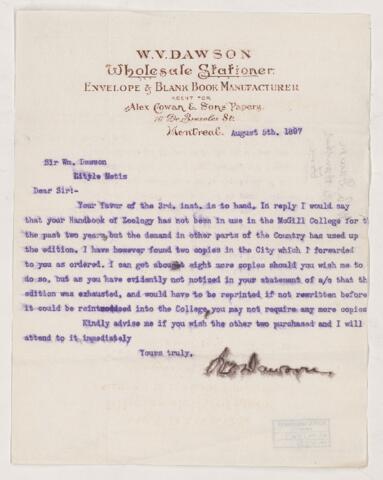 W.V. DAWSON
Wholesale Stationer.
ENVELOPE & BLANK BOOK MANUFACTURER
AGENT FOR
Alex Cowan & Sons Papers.
16 De Bresoles St.
Montreal, August 5th. 1897
Sir Wm. Dawson
Lityle Metis
Dear Sir:-
Your favor of the 3rd. inst. is to hand. In reply I would say
that your Handbook of Zoology has not been in use in the McGill College for t
the past two years, but the demand in other parts of the Country has used up
the edition. I have however found two copies in the City which I forwarded
to you as ordered. I can get about eight more copies should you wish me to
do so, but as you have evidently not noticed in your statement of a/o that the
edition was exhausted, and would have to be reprinted if not rewritten before
it could be reintroduced into the College, you may not require any more copies
Kindly advise me if you wish the other two purchased and I will
attend to it immediately
Yours truly.
Dawson